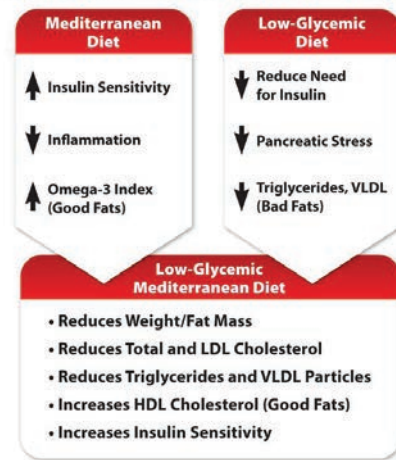 Mediterranean
Diet
Insulin Sensitivity
Inflammation
Omega-3 Index
(Good Fats)
Low-Glycemic
Diet
Reduce Need
for Insulin
Pancreatic Stress
Triglycerides, VLDL
(Bad Fats)
Low-Glycemic
Mediterranean Diet
• Reduces Weight/Fat Mass
• Reduces Total and LDL Cholesterol
• Reduces Triglycerides and VLDL Particles
• Increases HDL Cholesterol (Good Fats)
• Increases Insulin Sensitivity